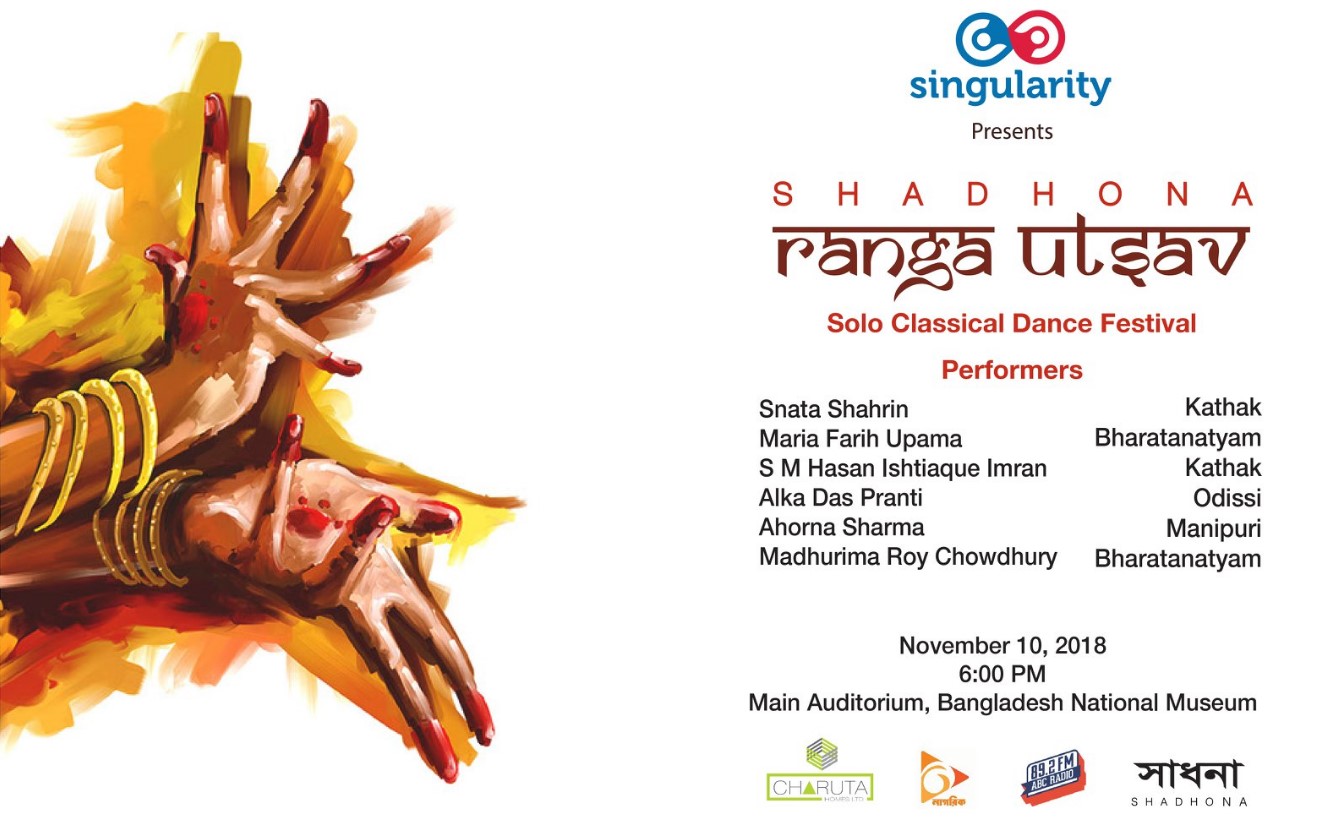 singularity
Presents
SHADHONA
ranga utsav
Solo Classical Dance Festival
Performers
Snata Shahrin Kathak
Maria Farih Upama Bharatanatyam
S M Hasan Ishtiaque Imran Kathak
Alka Das Pranti Odissi
Ahorna Sharma Manipuri
Madhurima Roy Chowdhury Bharatanatyam
November 10, 2018
6:00 PM
Main Auditorium, Bangladesh National Museum
CHARUTA
HOMES LTD.
নাগরিক
89.2 FM
ABC RADIO
সাধনা
SHADHONA